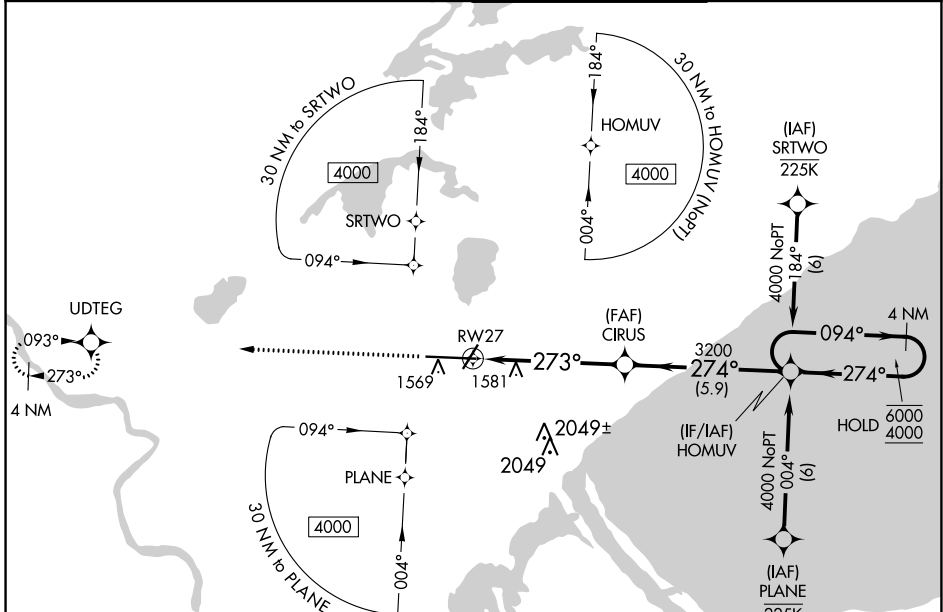 30 NM to SRTWO
184°
4000
SRTWO
094°
184°
30 NM to HOMUV (NoPT)
HOMUV
4000
004°
(IAF)
SRTWO
225K
4000 NoPT
184°
(6)
4 NM
094°
274°
HOLD
6000
4000
UDTEG
093°
273°
4 NM
RW27
1569
1581
273°
(FAF)
CIRUS
3200
274°
(5.9)
(IF/IAF)
HOMUV
4000 NoPT
004°
(6)
(IAF)
PLANE
225K
2049±
2049
094°
PLANE
4000
30 NM to PLANE
004°